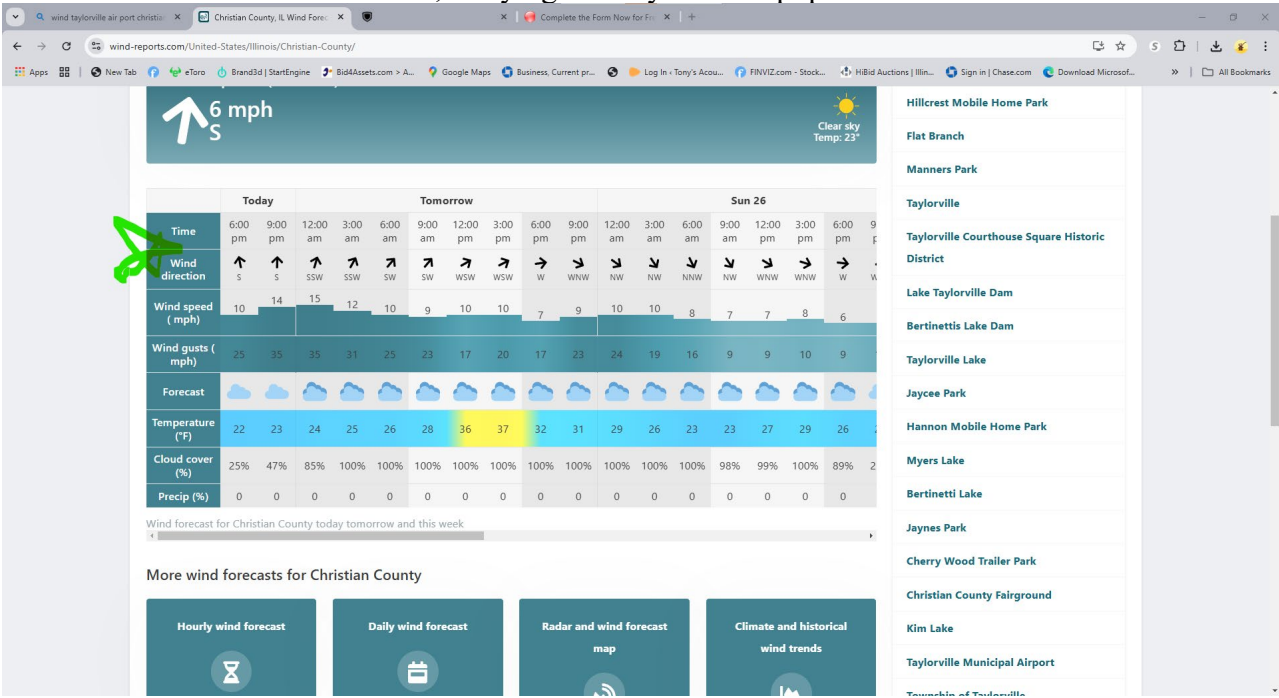 wind taylorville air port christia
Christian County, IL Wind Forec
Complete the Form Now for Fre
wind-reports.com/United-States/Illinois/Christian-County/
Apps New Tab eToro Brand3d | StartEngine Bid4Assets.com > A... Google Maps Business, Current pr... Log In ‹ Tony's Acou... FINVIZ.com - Stock... HiBid Auctions | Illin... Sign in | Chase.com Download Microsof... » All Bookmarks
6 mph
S
Clear sky
Temp: 23°
Today Tomorrow Sun 26
Time 6:00 pm 9:00 pm 12:00 am 3:00 am 6:00 am 9:00 am 12:00 pm 3:00 pm 6:00 pm 9:00 pm 12:00 am 3:00 am 6:00 am 9:00 am 12:00 pm 3:00 pm 6:00 pm
Wind direction S S SSW SSW SW SW WSW WSW W WNW NW NW NNW NW WNW WNW W
Wind speed ( mph) 10 14 15 12 10 9 10 10 7 9 10 10 8 7 7 8 6
Wind gusts ( mph) 25 35 35 31 25 23 17 20 17 23 24 19 16 9 9 10 9
Forecast
Temperature (°F) 22 23 24 25 26 28 36 37 32 31 29 26 23 23 27 29 26
Cloud cover (%) 25% 47% 85% 100% 100% 100% 100% 100% 100% 100% 100% 100% 100% 98% 99% 100% 89%
Precip (%) 0 0 0 0 0 0 0 0 0 0 0 0 0 0 0 0 0
Wind forecast for Christian County today tomorrow and this week
More wind forecasts for Christian County
Hourly wind forecast
Daily wind forecast
Radar and wind forecast
map
Climate and historical
wind trends
Hillcrest Mobile Home Park
Flat Branch
Manners Park
Taylorville
Taylorville Courthouse Square Historic
District
Lake Taylorville Dam
Bertinettis Lake Dam
Taylorville Lake
Jaycee Park
Hannon Mobile Home Park
Myers Lake
Bertinetti Lake
Jaynes Park
Cherry Wood Trailer Park
Christian County Fairground
Kim Lake
Taylorville Municipal Airport
Township of Taylorville